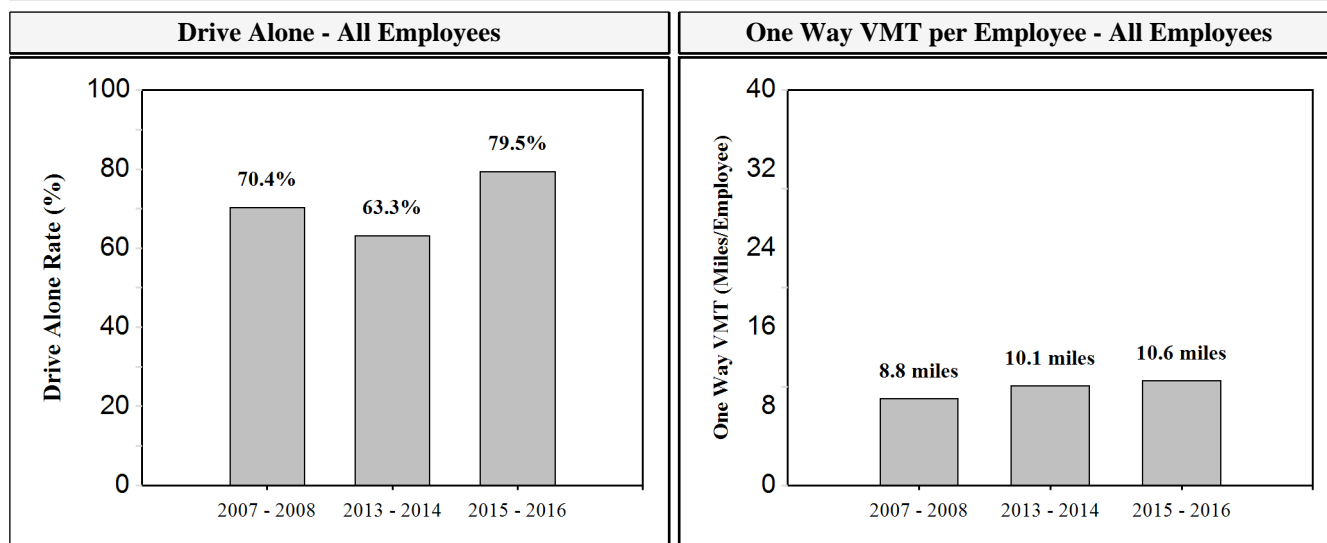 Drive Alone - All Employees
One Way VMT per Employee - All Employees
Drive Alone Rate (%)
100
80
60
40
20
0
70.4%
63.3%
79.5%
2007 - 2008
2013 - 2014
2015 - 2016
One Way VMT (Miles/Employee)
40
32
24
16
8
0
8.8 miles
10.1 miles
10.6 miles
2007 - 2008
2013 - 2014
2015 - 2016